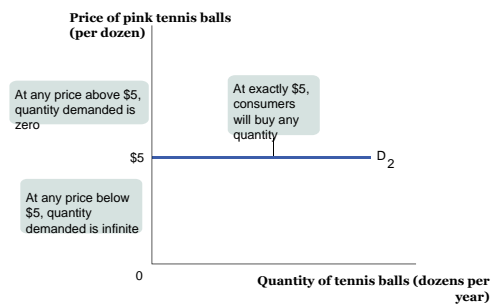 Price of pink tennis balls
(per dozen)
At any price above $5,
quantity demanded is
zero
At exactly $5,
consumers
will buy any
quantity
$5
D2
At any price below
$5, quantity
demanded is infinite
0
Quantity of tennis balls (dozens per
year)